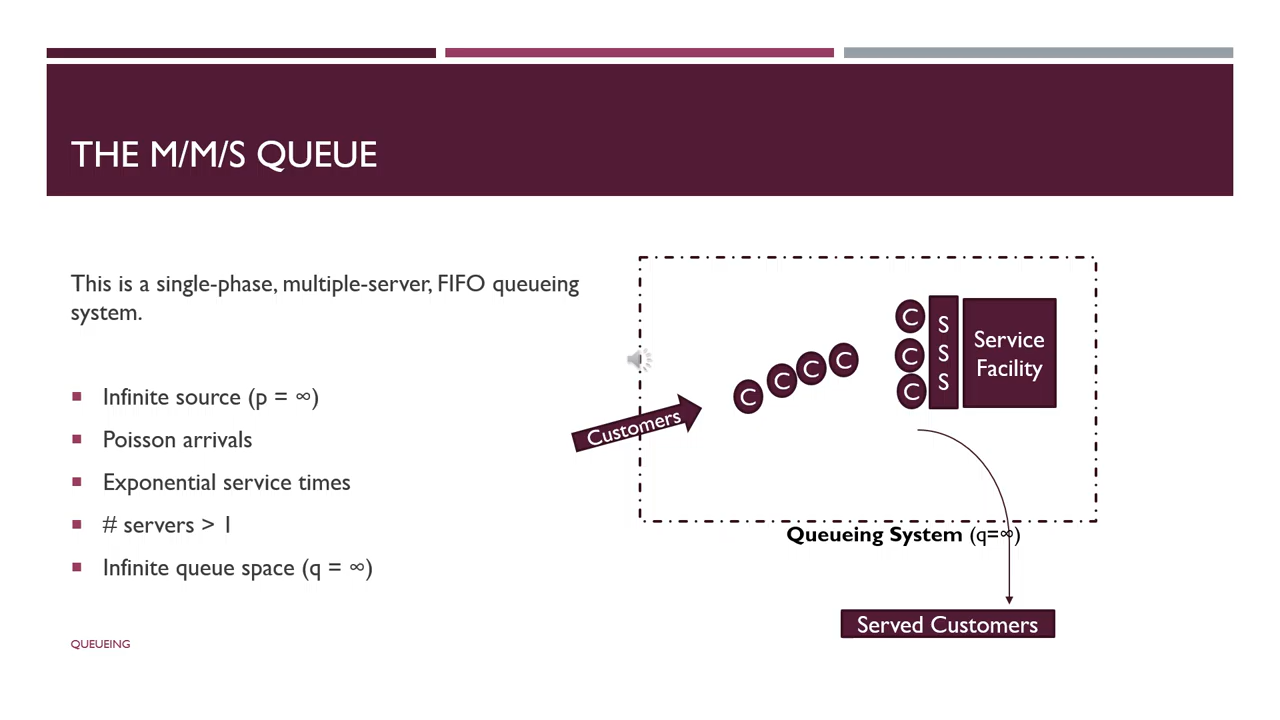 THE M/M/S QUEUE
This is a single-phase, multiple-server, FIFO queueing
system.
Infinite source (p = ∞)
Poisson arrivals
Exponential service times
# servers > 1
Infinite queue space (q = ∞)
QUEUEING
Customers
C
C
C
C
C
C
C
S
S
S
Service
Facility
Queueing System (q=∞)
Served Customers